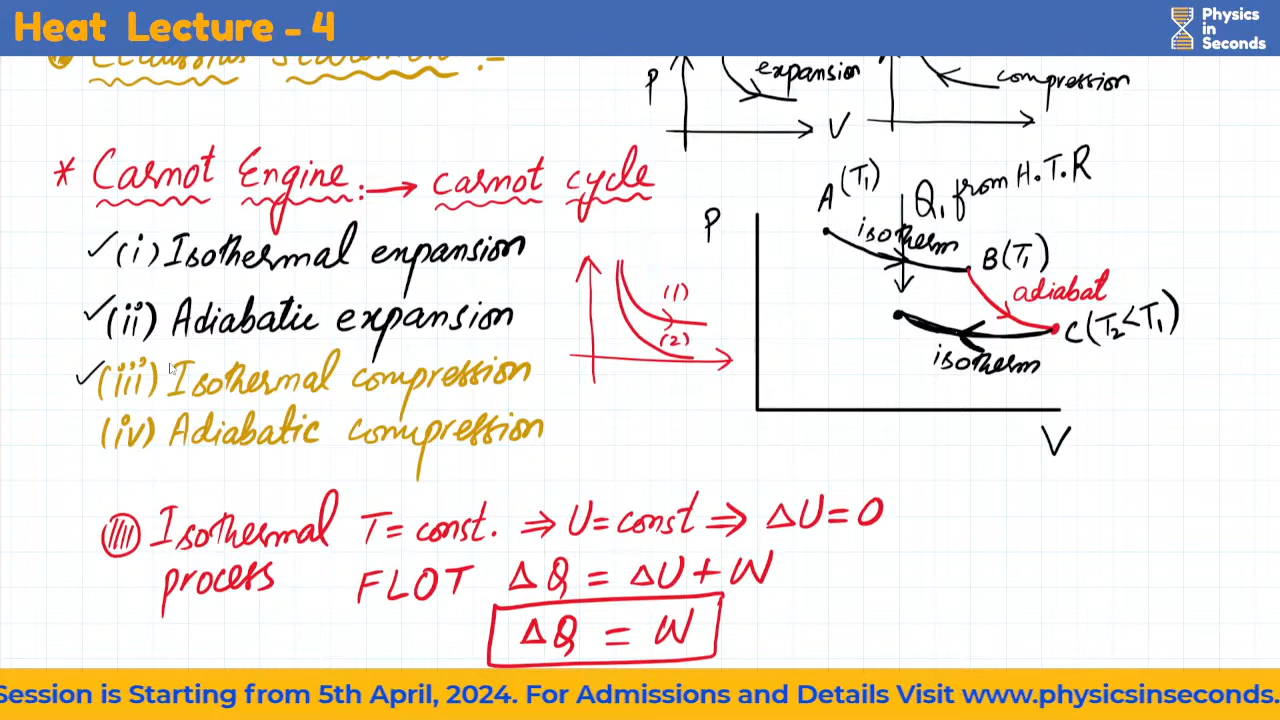 Heat Lecture - 4
Physics
in
Seconds
expansion
P
V
compression
* Carnot Engine :→ carnot cycle
✓(i) Isothermal expansion
✓(ii) Adiabatic expansion
✓(iii) Isothermal compression
(iv) Adiabatic compression
(1)
(2)
P
A(T₁)
Q₁ from H.T.R
isotherm
B(T₁)
adiabat
C(T₂<T₁)
isotherm
V
Isothermal T = const. ⇒ U = const ⇒ ΔU = 0
process FLOT ΔQ = ΔU + W
ΔQ = W
Session is Starting from 5th April, 2024. For Admissions and Details Visit www.physicsinseconds.